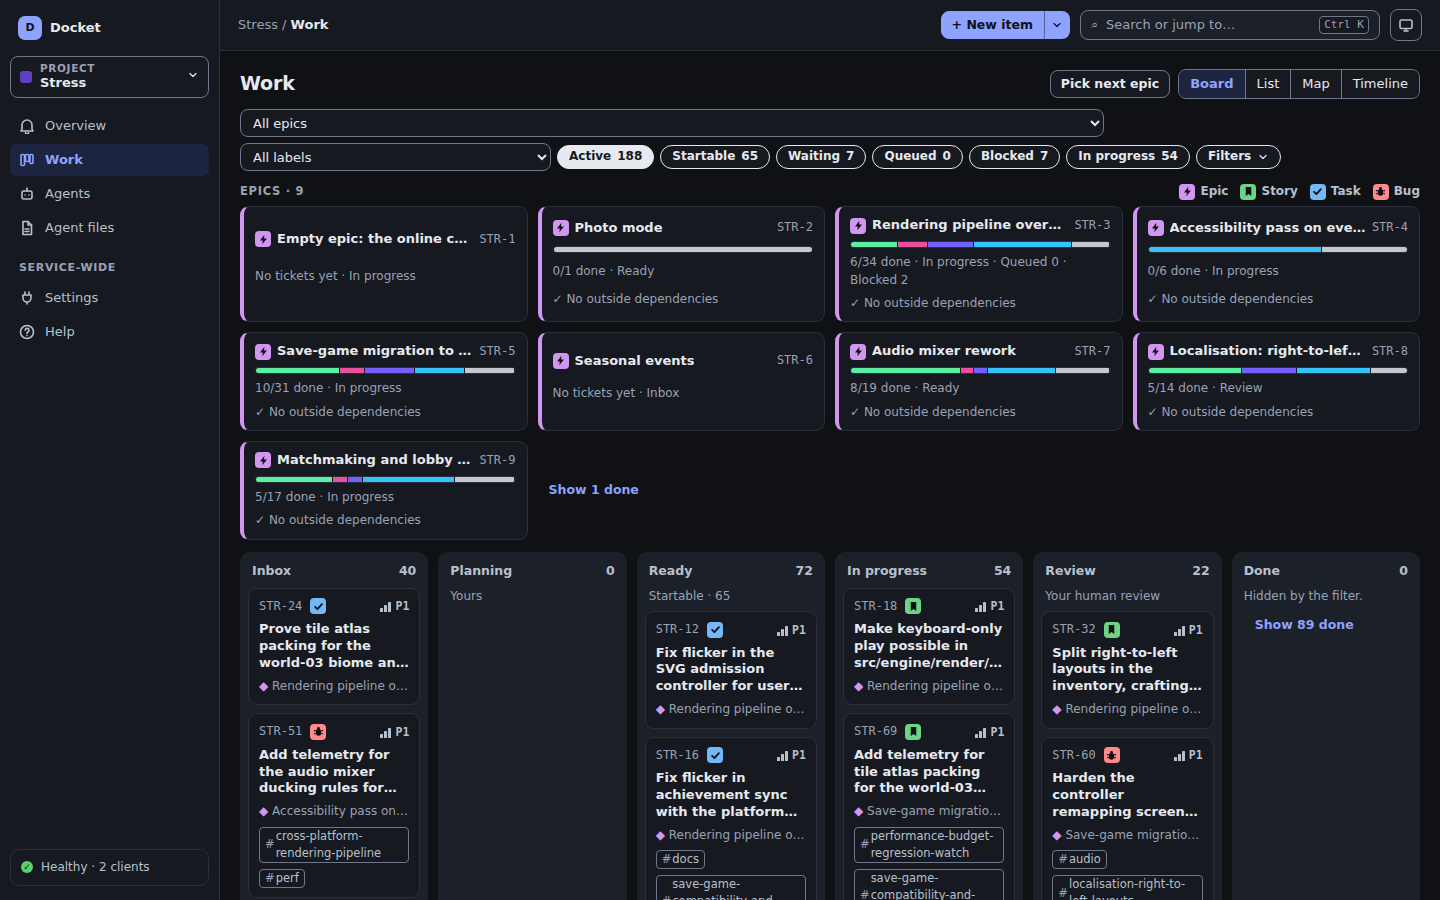 D Docket
PROJECT
Stress
Overview
Work
Agents
Agent files
SERVICE-WIDE
Settings
Help
Healthy · 2 clients
Stress / Work
+ New item
Search or jump to…
Ctrl K
Work
Pick next epic
Board
List
Map
Timeline
All epics
All labels
Active 188
Startable 65
Waiting 7
Queued 0
Blocked 7
In progress 54
Filters
EPICS · 9
Epic
Story
Task
Bug
Empty epic: the online c… STR-1
No tickets yet · In progress
Photo mode STR-2
0/1 done · Ready
✓ No outside dependencies
Rendering pipeline over… STR-3
6/34 done · In progress · Queued 0 ·
Blocked 2
✓ No outside dependencies
Accessibility pass on eve… STR-4
0/6 done · In progress
✓ No outside dependencies
Save-game migration to … STR-5
10/31 done · In progress
✓ No outside dependencies
Seasonal events STR-6
No tickets yet · Inbox
Audio mixer rework STR-7
8/19 done · Ready
✓ No outside dependencies
Localisation: right-to-lef… STR-8
5/14 done · Review
✓ No outside dependencies
Matchmaking and lobby … STR-9
5/17 done · In progress
✓ No outside dependencies
Show 1 done
Inbox 40
STR-24 P1
Prove tile atlas
packing for the
world-03 biome an…
◆ Rendering pipeline o…
STR-51 P1
Add telemetry for
the audio mixer
ducking rules for…
◆ Accessibility pass on…
#cross-platform-
rendering-pipeline
#perf
Planning 0
Yours
Ready 72
Startable · 65
STR-12 P1
Fix flicker in the
SVG admission
controller for user…
◆ Rendering pipeline o…
STR-16 P1
Fix flicker in
achievement sync
with the platform…
◆ Rendering pipeline o…
#docs
#save-game-
compatibility-and-
In progress 54
STR-18 P1
Make keyboard-only
play possible in
src/engine/render/…
◆ Rendering pipeline o…
STR-69 P1
Add telemetry for
tile atlas packing
for the world-03…
◆ Save-game migratio…
#performance-budget-
regression-watch
#save-game-
compatibility-and-
Review 22
Your human review
STR-32 P1
Split right-to-left
layouts in the
inventory, crafting…
◆ Rendering pipeline o…
STR-60 P1
Harden the
controller
remapping screen…
◆ Save-game migratio…
#audio
#localisation-right-to-
left-layouts
Done 0
Hidden by the filter.
Show 89 done